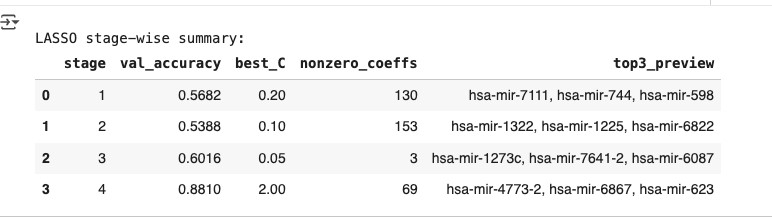 LASSO stage-wise summary:
stage val_accuracy best_C nonzero_coeffs top3_preview
0 1 0.5682 0.20 130 hsa-mir-7111, hsa-mir-744, hsa-mir-598
1 2 0.5388 0.10 153 hsa-mir-1322, hsa-mir-1225, hsa-mir-6822
2 3 0.6016 0.05 3 hsa-mir-1273c, hsa-mir-7641-2, hsa-mir-6087
3 4 0.8810 2.00 69 hsa-mir-4773-2, hsa-mir-6867, hsa-mir-623